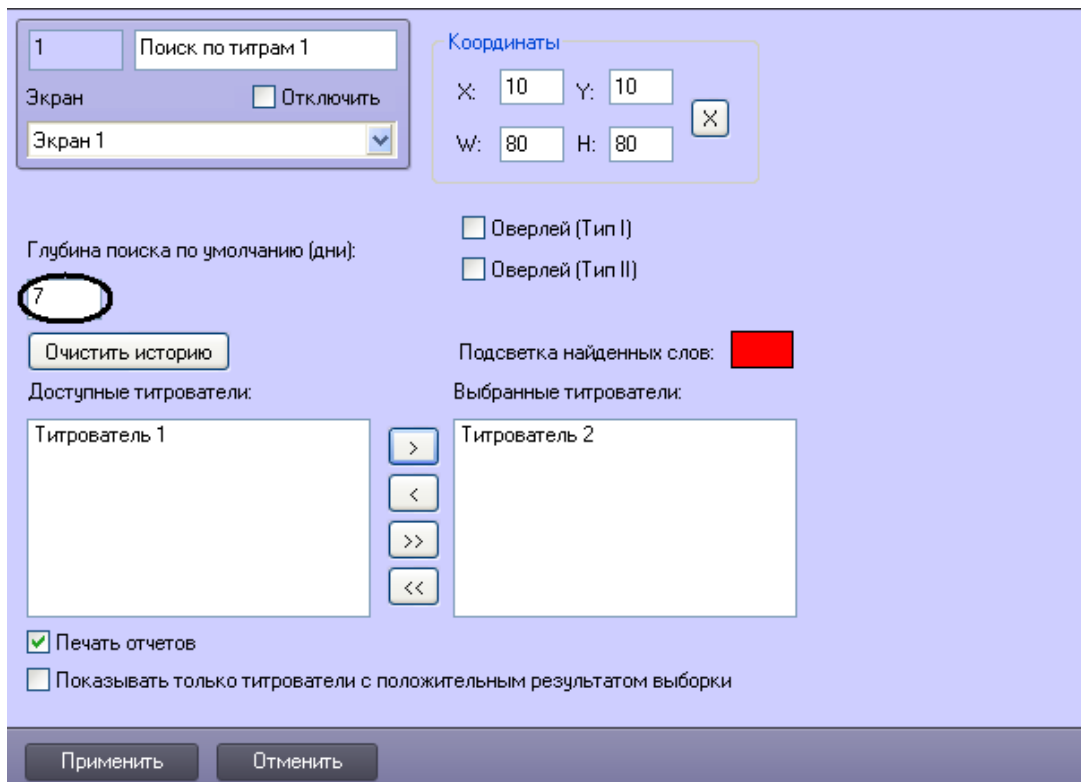 1 Поиск по титрам 1
Экран Отключить
Экран 1
Координаты
X: 10 Y: 10
X
W: 80 H: 80
Оверлей (Тип I)
Глубина поиска по умолчанию (дни):
Оверлей (Тип II)
7
Очистить историю Подсветка найденных слов:
Доступные титрователи: Выбранные титрователи:
Титрователь 1 > Титрователь 2
<
>>
<<
Печать отчетов
Показывать только титрователи с положительным результатом выборки
Применить Отменить